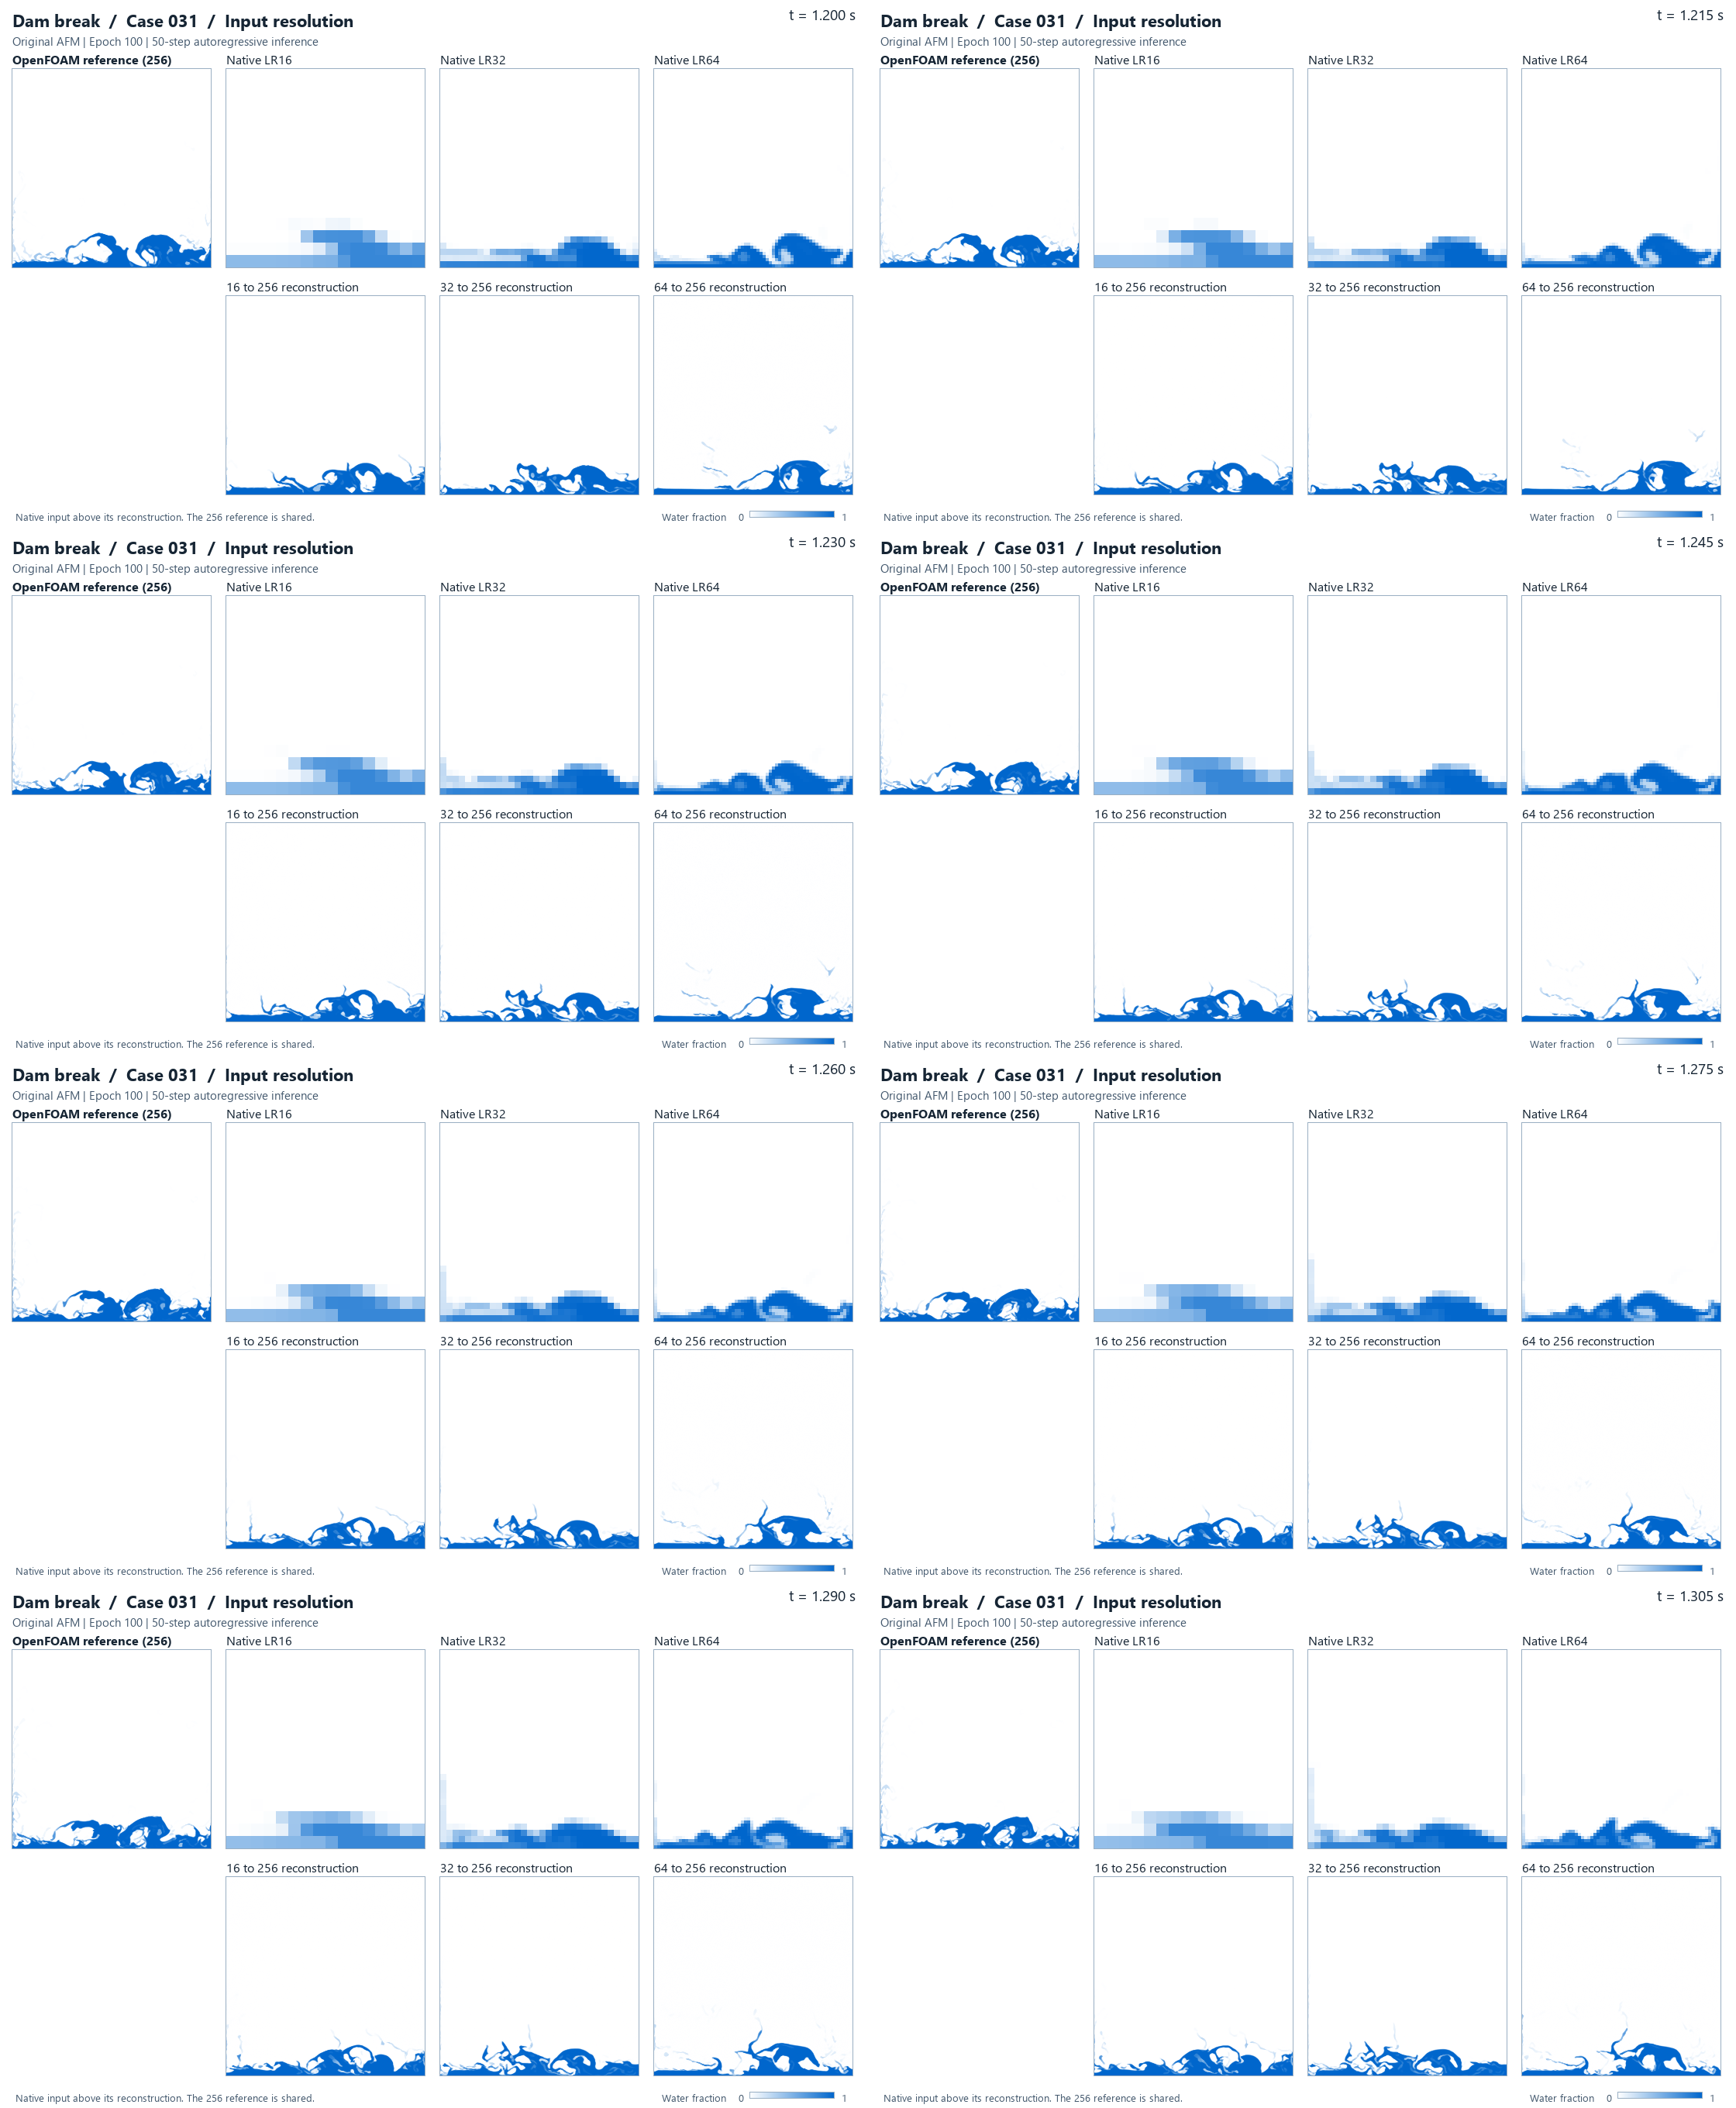 Dam break / Case 031 / Input resolution
t = 1.200 s
Original AFM | Epoch 100 | 50-step autoregressive inference
OpenFOAM reference (256)
Native LR16
Native LR32
Native LR64
16 to 256 reconstruction
32 to 256 reconstruction
64 to 256 reconstruction
Native input above its reconstruction. The 256 reference is shared.
Water fraction 0 1
Dam break / Case 031 / Input resolution
t = 1.215 s
Original AFM | Epoch 100 | 50-step autoregressive inference
OpenFOAM reference (256)
Native LR16
Native LR32
Native LR64
16 to 256 reconstruction
32 to 256 reconstruction
64 to 256 reconstruction
Native input above its reconstruction. The 256 reference is shared.
Water fraction 0 1
Dam break / Case 031 / Input resolution
t = 1.230 s
Original AFM | Epoch 100 | 50-step autoregressive inference
OpenFOAM reference (256)
Native LR16
Native LR32
Native LR64
16 to 256 reconstruction
32 to 256 reconstruction
64 to 256 reconstruction
Native input above its reconstruction. The 256 reference is shared.
Water fraction 0 1
Dam break / Case 031 / Input resolution
t = 1.245 s
Original AFM | Epoch 100 | 50-step autoregressive inference
OpenFOAM reference (256)
Native LR16
Native LR32
Native LR64
16 to 256 reconstruction
32 to 256 reconstruction
64 to 256 reconstruction
Native input above its reconstruction. The 256 reference is shared.
Water fraction 0 1
Dam break / Case 031 / Input resolution
t = 1.260 s
Original AFM | Epoch 100 | 50-step autoregressive inference
OpenFOAM reference (256)
Native LR16
Native LR32
Native LR64
16 to 256 reconstruction
32 to 256 reconstruction
64 to 256 reconstruction
Native input above its reconstruction. The 256 reference is shared.
Water fraction 0 1
Dam break / Case 031 / Input resolution
t = 1.275 s
Original AFM | Epoch 100 | 50-step autoregressive inference
OpenFOAM reference (256)
Native LR16
Native LR32
Native LR64
16 to 256 reconstruction
32 to 256 reconstruction
64 to 256 reconstruction
Native input above its reconstruction. The 256 reference is shared.
Water fraction 0 1
Dam break / Case 031 / Input resolution
t = 1.290 s
Original AFM | Epoch 100 | 50-step autoregressive inference
OpenFOAM reference (256)
Native LR16
Native LR32
Native LR64
16 to 256 reconstruction
32 to 256 reconstruction
64 to 256 reconstruction
Native input above its reconstruction. The 256 reference is shared.
Water fraction 0 1
Dam break / Case 031 / Input resolution
t = 1.305 s
Original AFM | Epoch 100 | 50-step autoregressive inference
OpenFOAM reference (256)
Native LR16
Native LR32
Native LR64
16 to 256 reconstruction
32 to 256 reconstruction
64 to 256 reconstruction
Native input above its reconstruction. The 256 reference is shared.
Water fraction 0 1